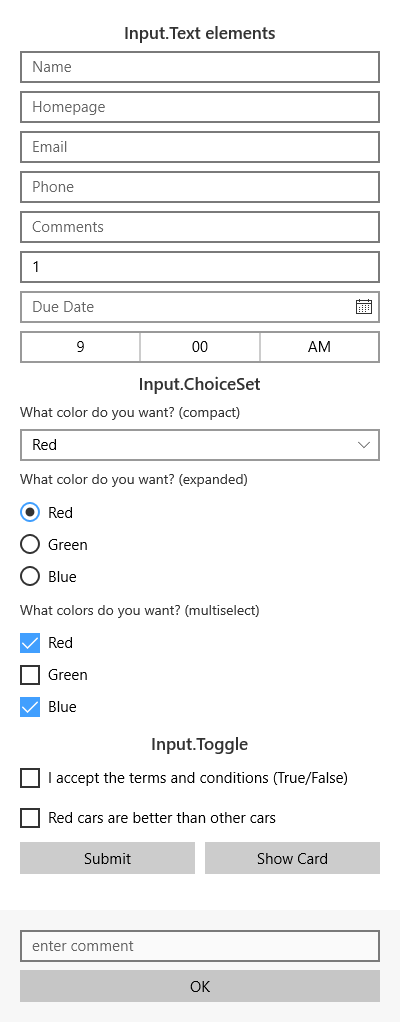 Input.Text elements
Name
Homepage
Email
Phone
Comments
1
Due Date
9 00 AM
Input.ChoiceSet
What color do you want? (compact)
Red
What color do you want? (expanded)
Red
Green
Blue
What colors do you want? (multiselect)
Red
Green
Blue
Input.Toggle
I accept the terms and conditions (True/False)
Red cars are better than other cars
Submit Show Card
enter comment
OK